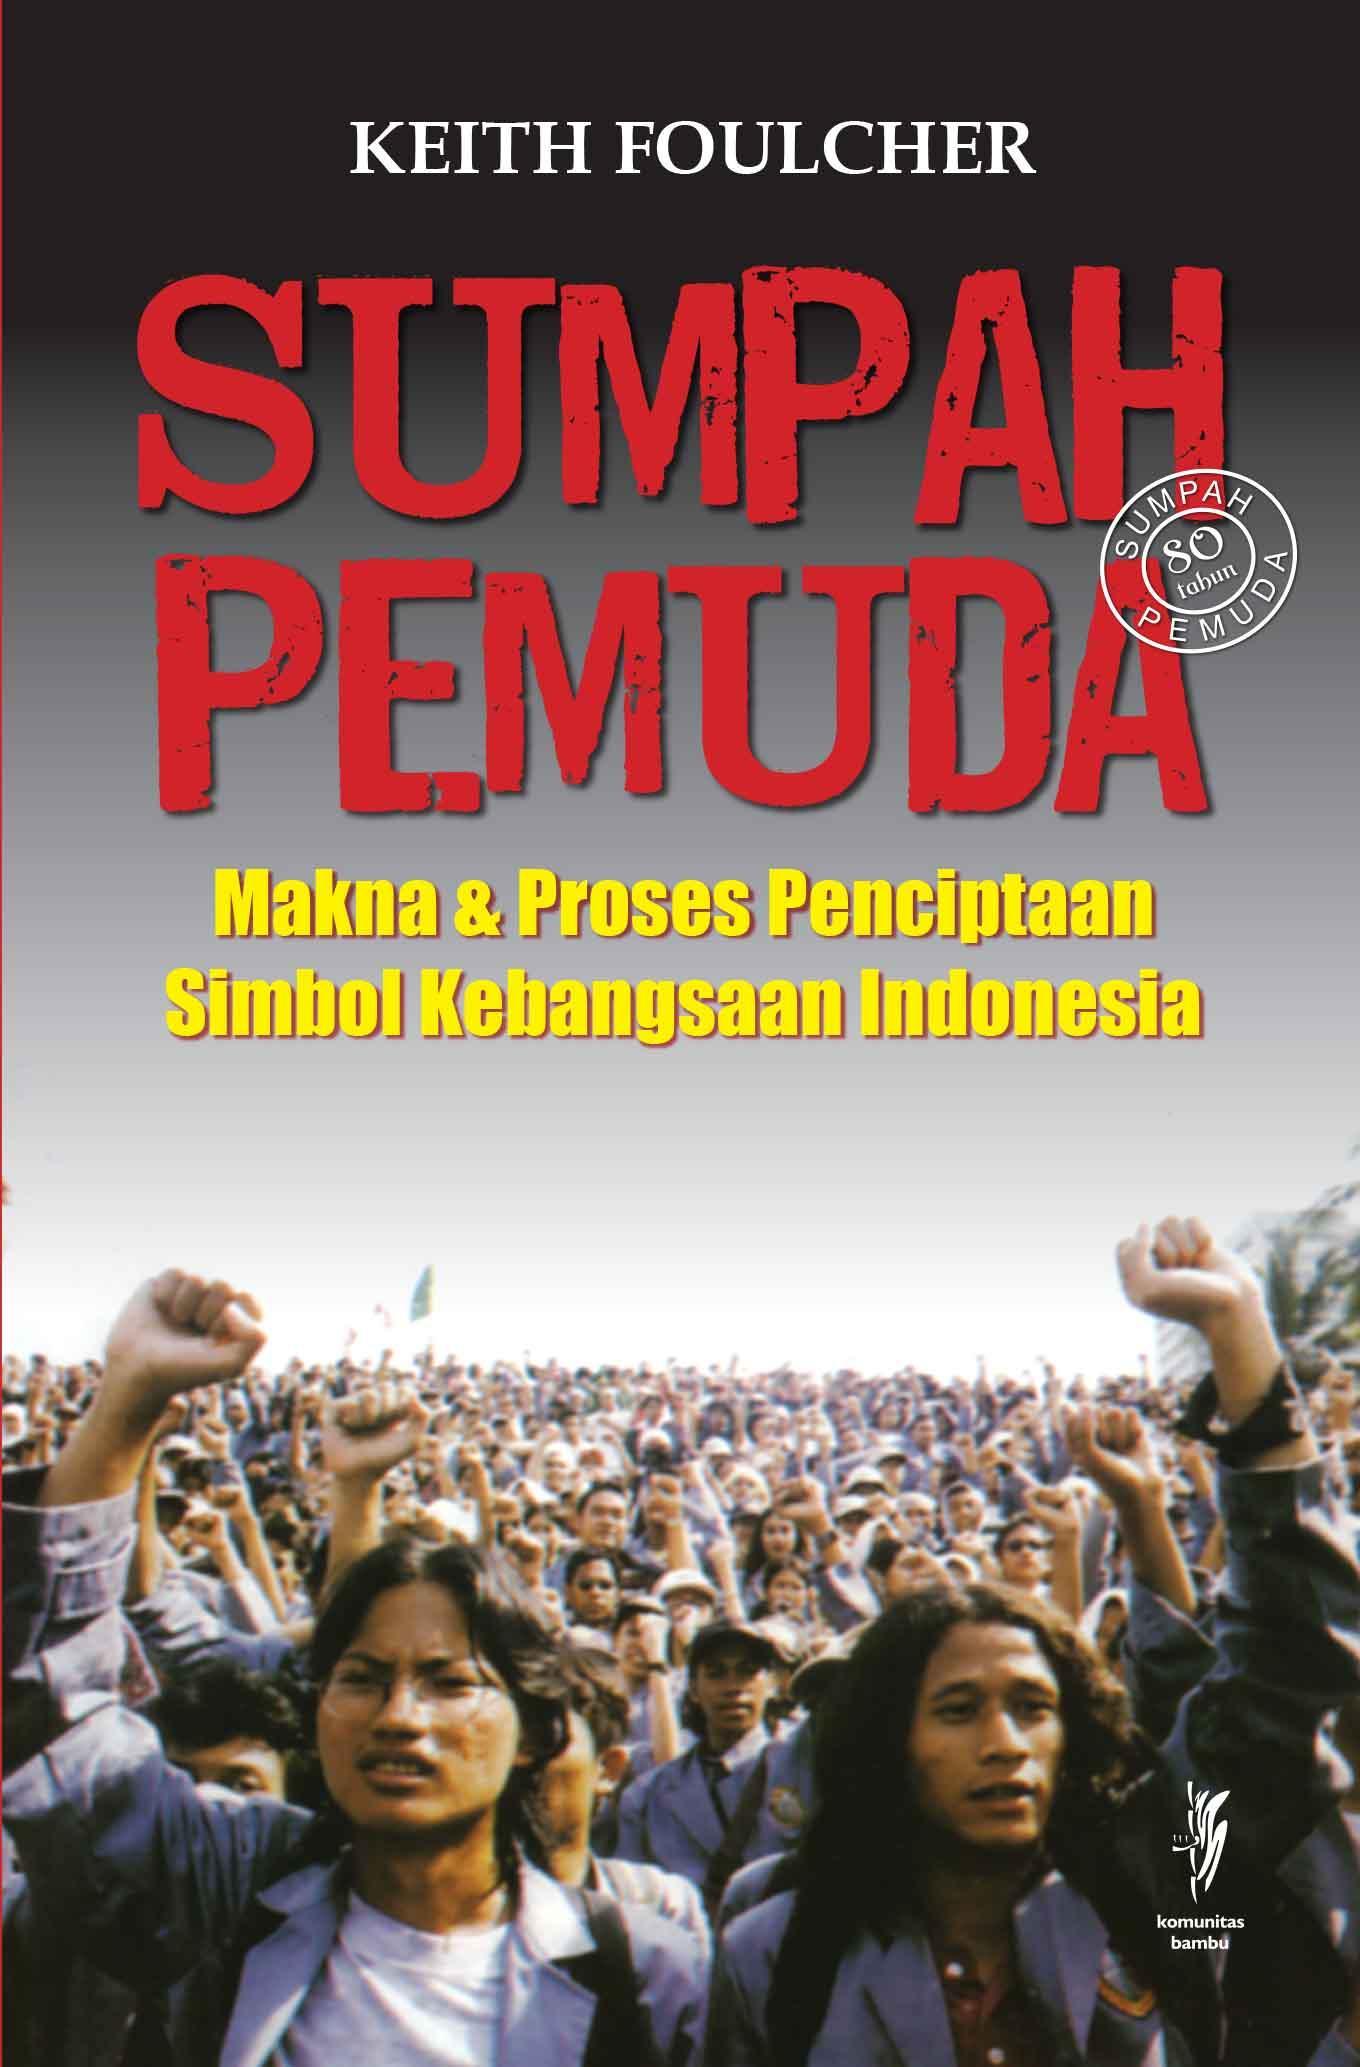 KEITH FOULCHER
SUMPAH
PEMUDA
SUMPAH
80
tahun
PEMUDA
Makna & Proses Penciptaan
Simbol Kebangsaan Indonesia
komunitas
bambu